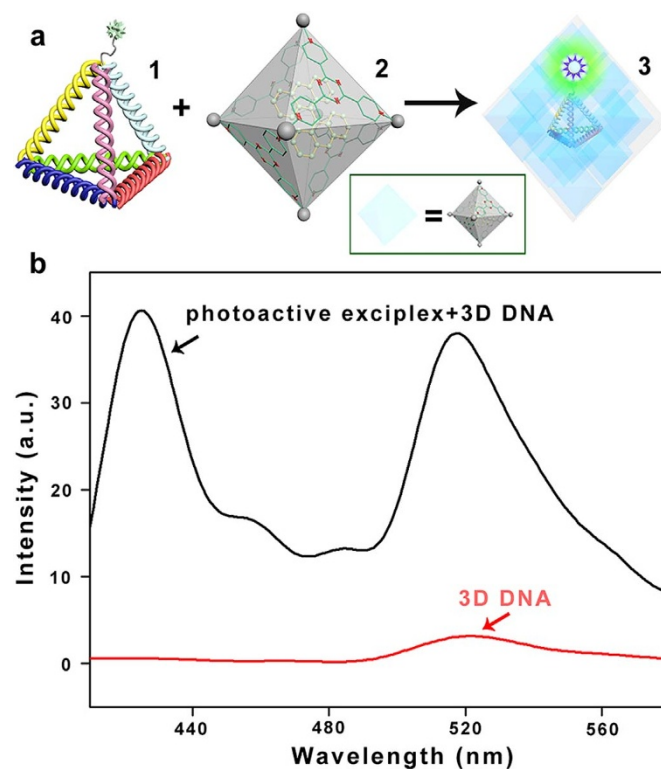 a
1
+
2
3
=
b
photoactive exciplex+3D DNA
3D DNA
Intensity (a.u.)
40
30
20
10
0
440
480
520
560
Wavelength (nm)